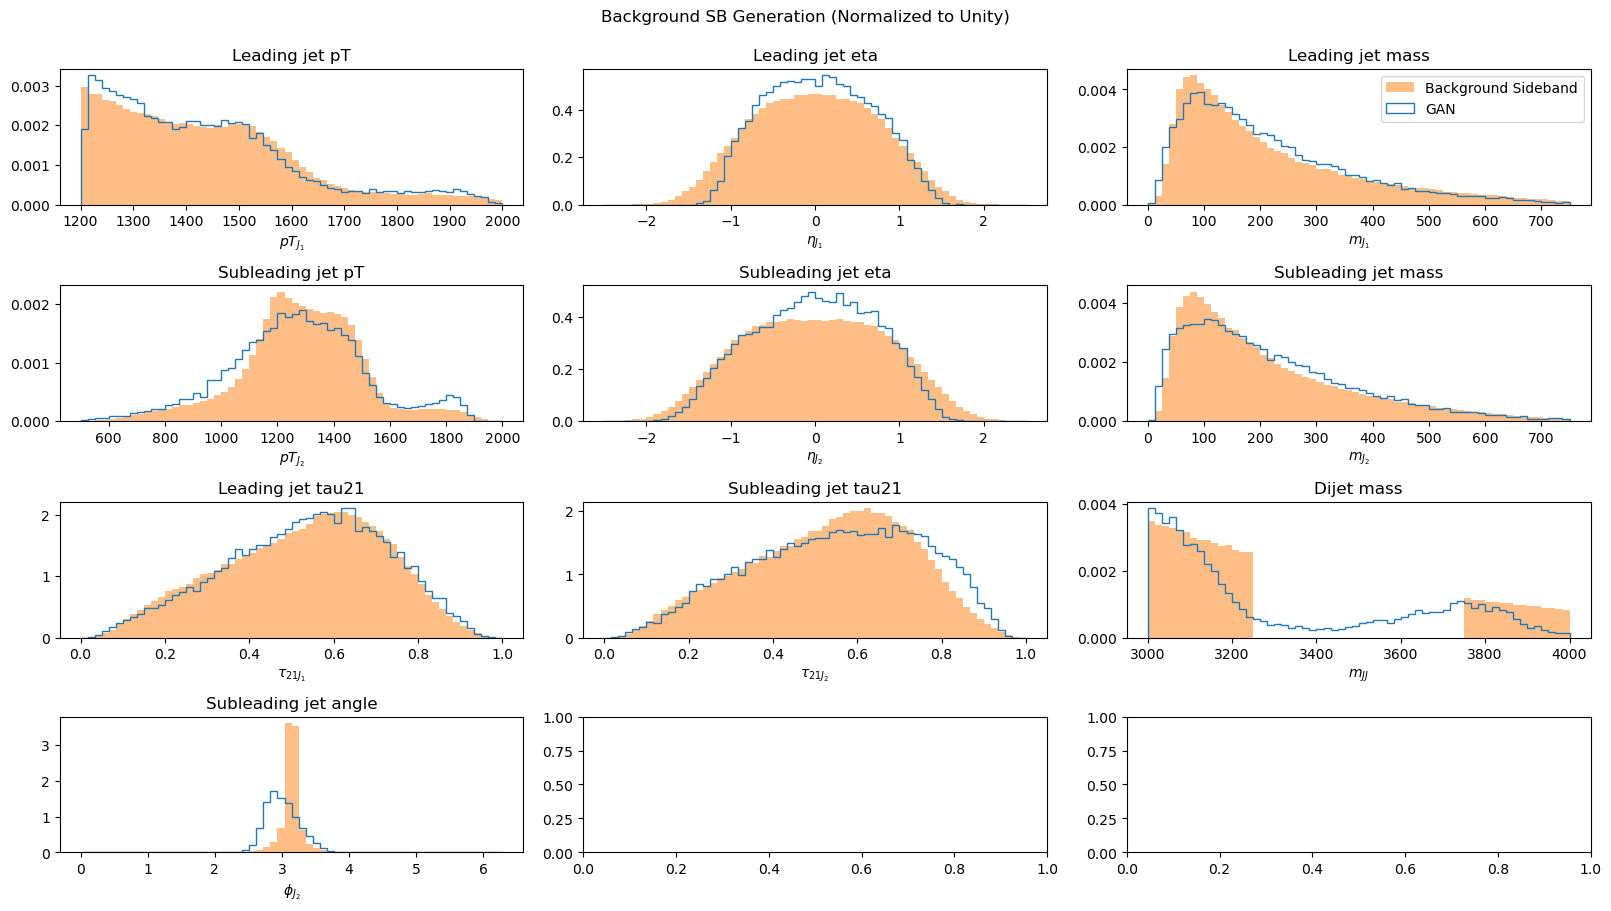 Background SB Generation (Normalized to Unity)
Leading jet pT
0.003
0.002
0.001
0.000
1200 1300 1400 1500 1600 1700 1800 1900 2000
pT_{J_1}
Leading jet eta
0.4
0.2
0.0
−2 −1 0 1 2
η_{J_1}
Leading jet mass
Background Sideband
GAN
0.004
0.002
0.000
0 100 200 300 400 500 600 700
m_{J_1}
Subleading jet pT
0.002
0.001
0.000
600 800 1000 1200 1400 1600 1800 2000
pT_{J_2}
Subleading jet eta
0.4
0.2
0.0
−2 −1 0 1 2
η_{J_2}
Subleading jet mass
0.004
0.002
0.000
0 100 200 300 400 500 600 700
m_{J_2}
Leading jet tau21
2
1
0
0.0 0.2 0.4 0.6 0.8 1.0
τ_{21J_1}
Subleading jet tau21
2
1
0
0.0 0.2 0.4 0.6 0.8 1.0
τ_{21J_2}
Dijet mass
0.004
0.002
0.000
3000 3200 3400 3600 3800 4000
m_{JJ}
Subleading jet angle
3
2
1
0
0 1 2 3 4 5 6
ϕ_{J_2}
1.00
0.75
0.50
0.25
0.00
0.0 0.2 0.4 0.6 0.8 1.0
1.00
0.75
0.50
0.25
0.00
0.0 0.2 0.4 0.6 0.8 1.0